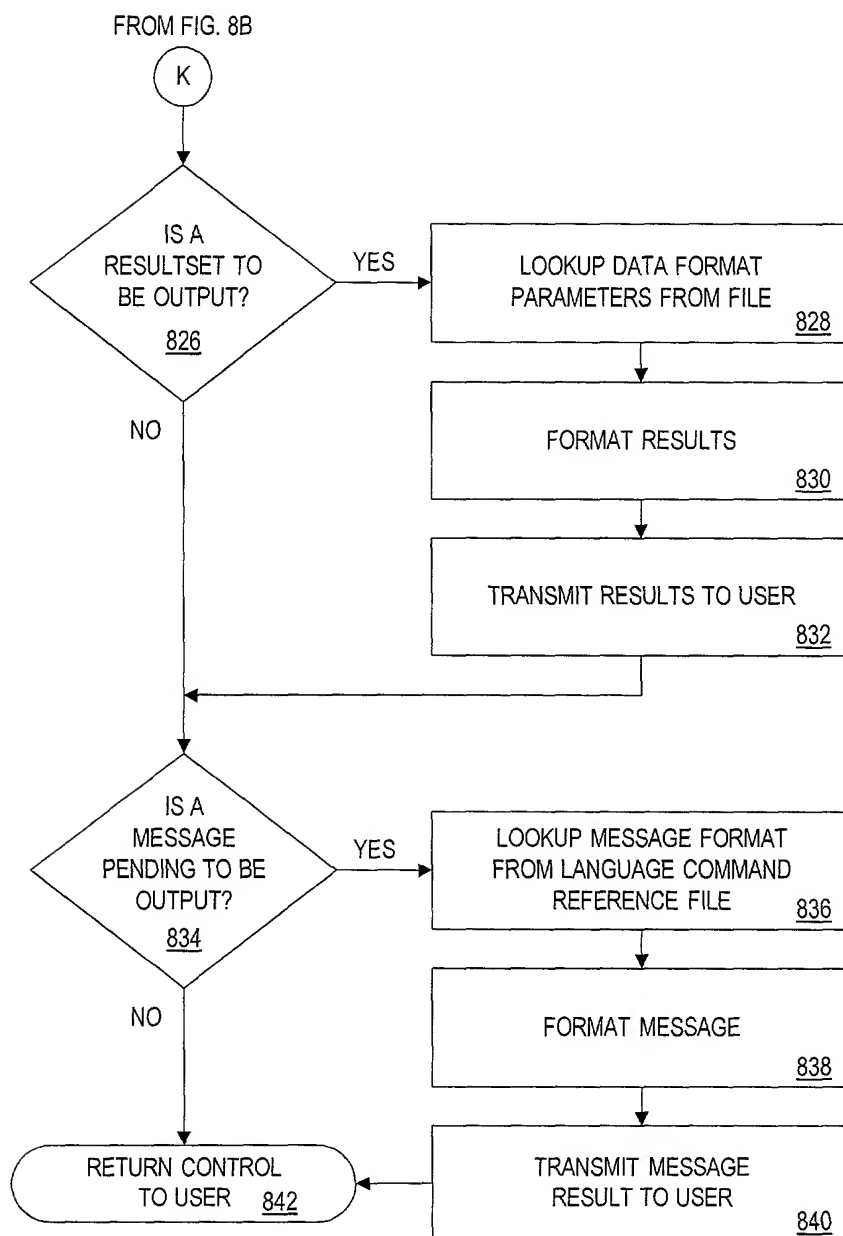 FROM FIG. 8B
K
IS A
RESULTSET TO
BE OUTPUT?
826
YES
LOOKUP DATA FORMAT
PARAMETERS FROM FILE
828
FORMAT RESULTS
830
TRANSMIT RESULTS TO USER
832
NO
IS A
MESSAGE
PENDING TO BE
OUTPUT?
834
YES
LOOKUP MESSAGE FORMAT
FROM LANGUAGE COMMAND
REFERENCE FILE
836
FORMAT MESSAGE
838
TRANSMIT MESSAGE
RESULT TO USER
840
NO
RETURN CONTROL
TO USER
842